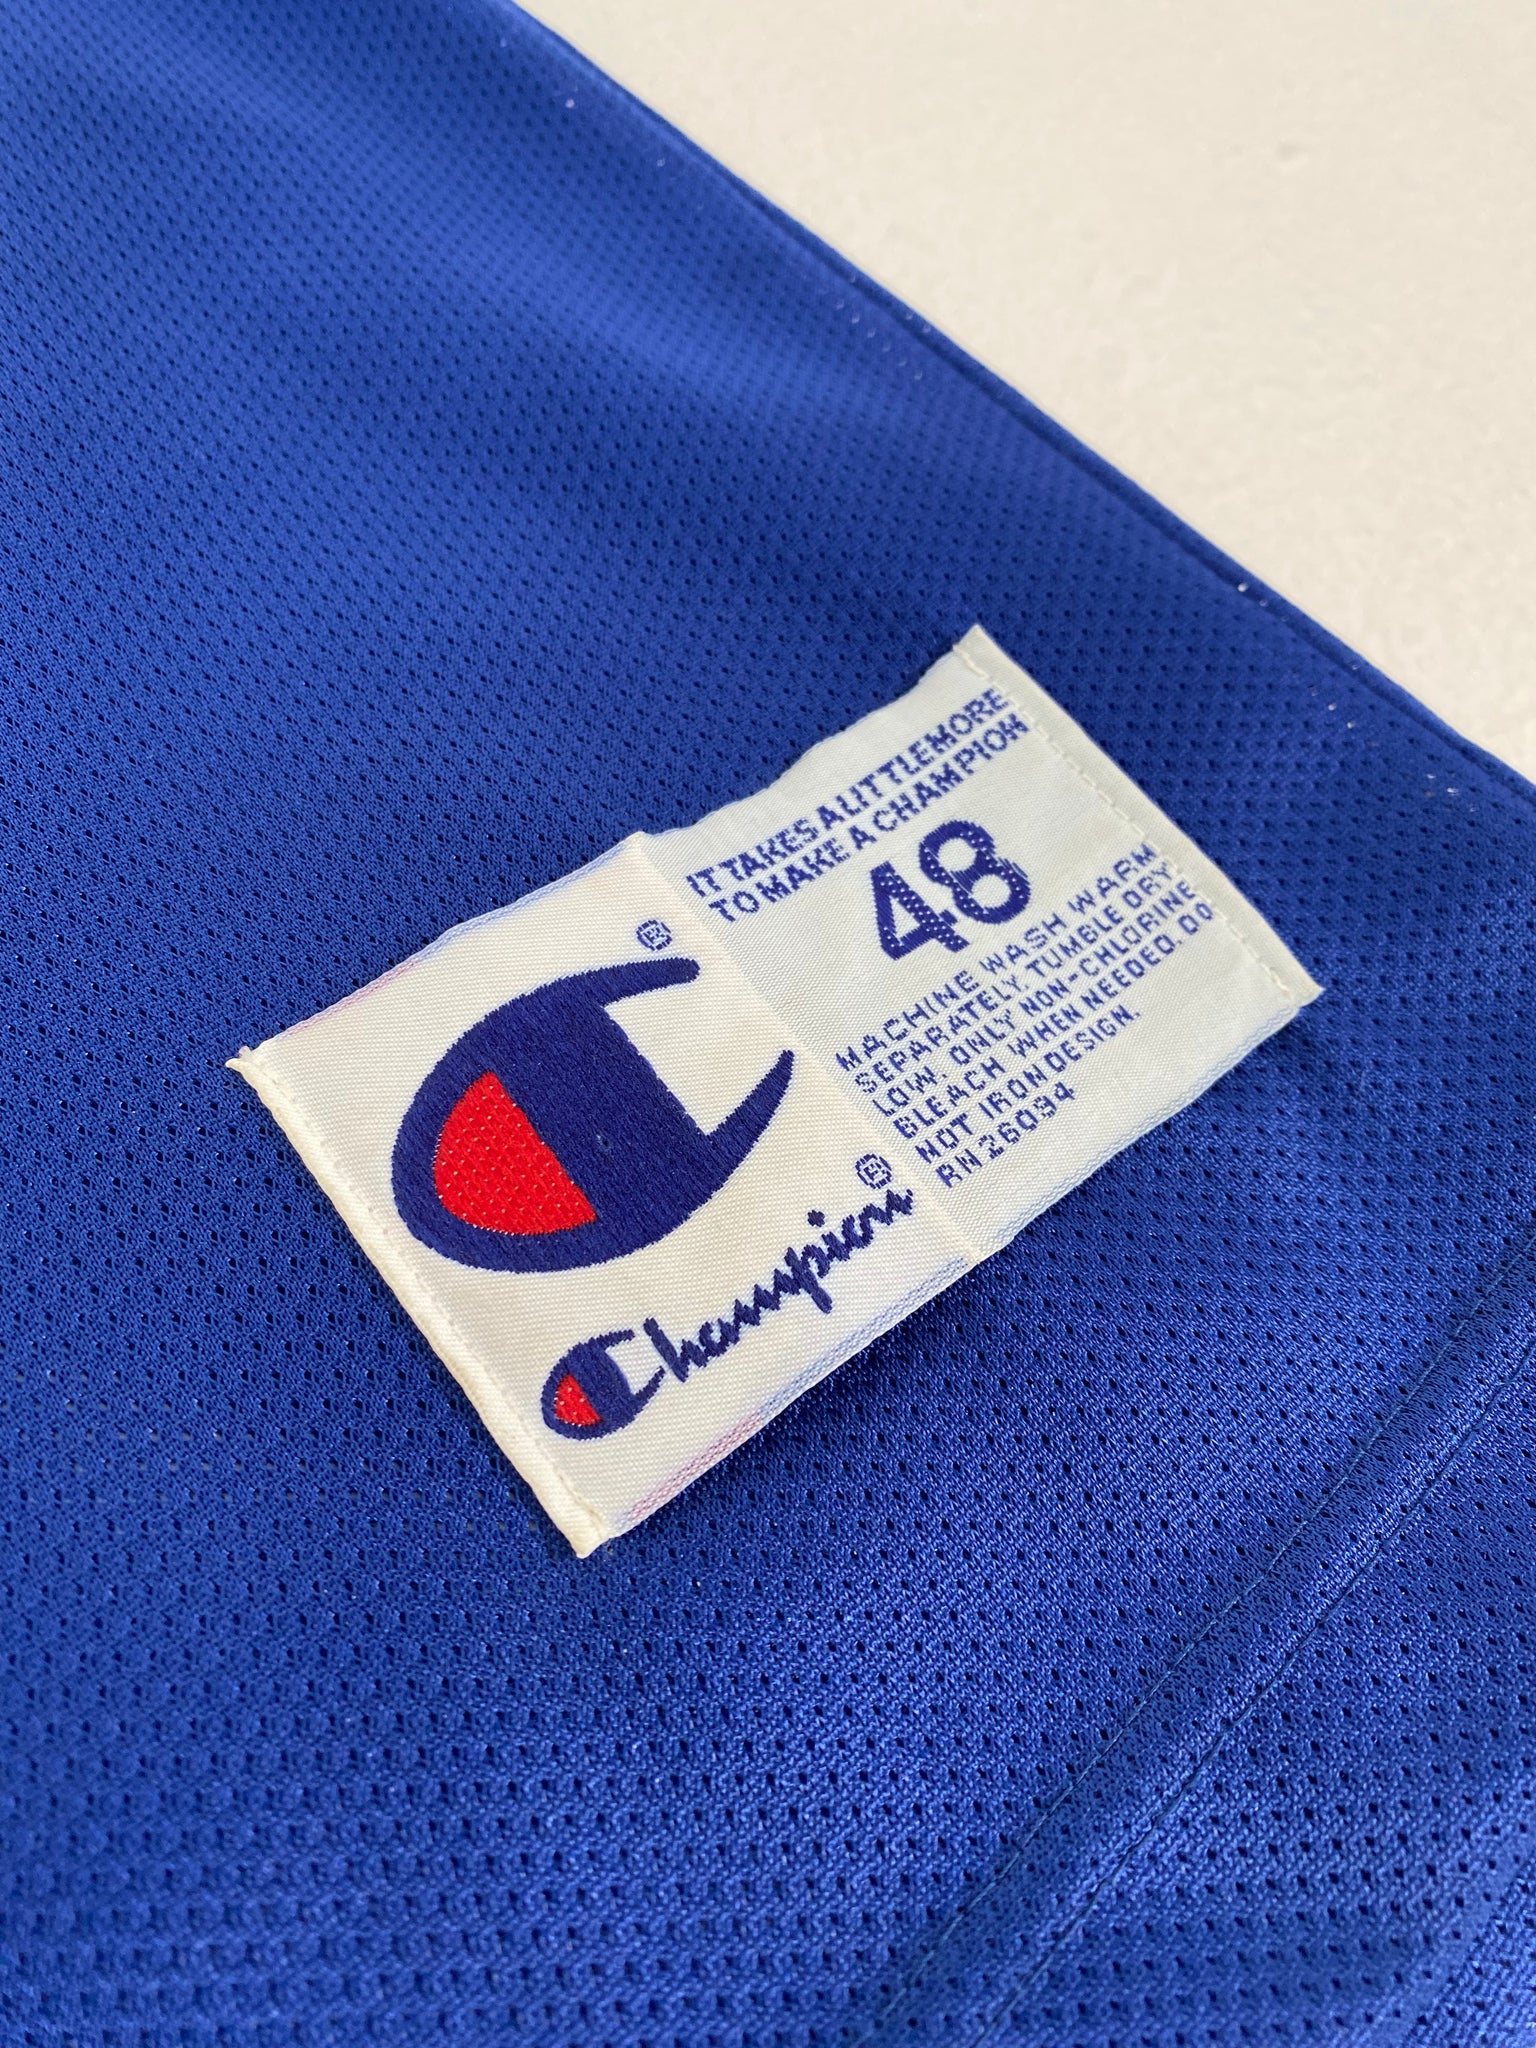 ®
Champion®
IT TAKES A LITTLE MORE
TO MAKE A CHAMPION
48
MACHINE WASH WARM
SEPARATELY, TUMBLE DRY
LOW. ONLY NON-CHLORINE
BLEACH WHEN NEEDED. DO
NOT IRON DESIGN.
RN 26094